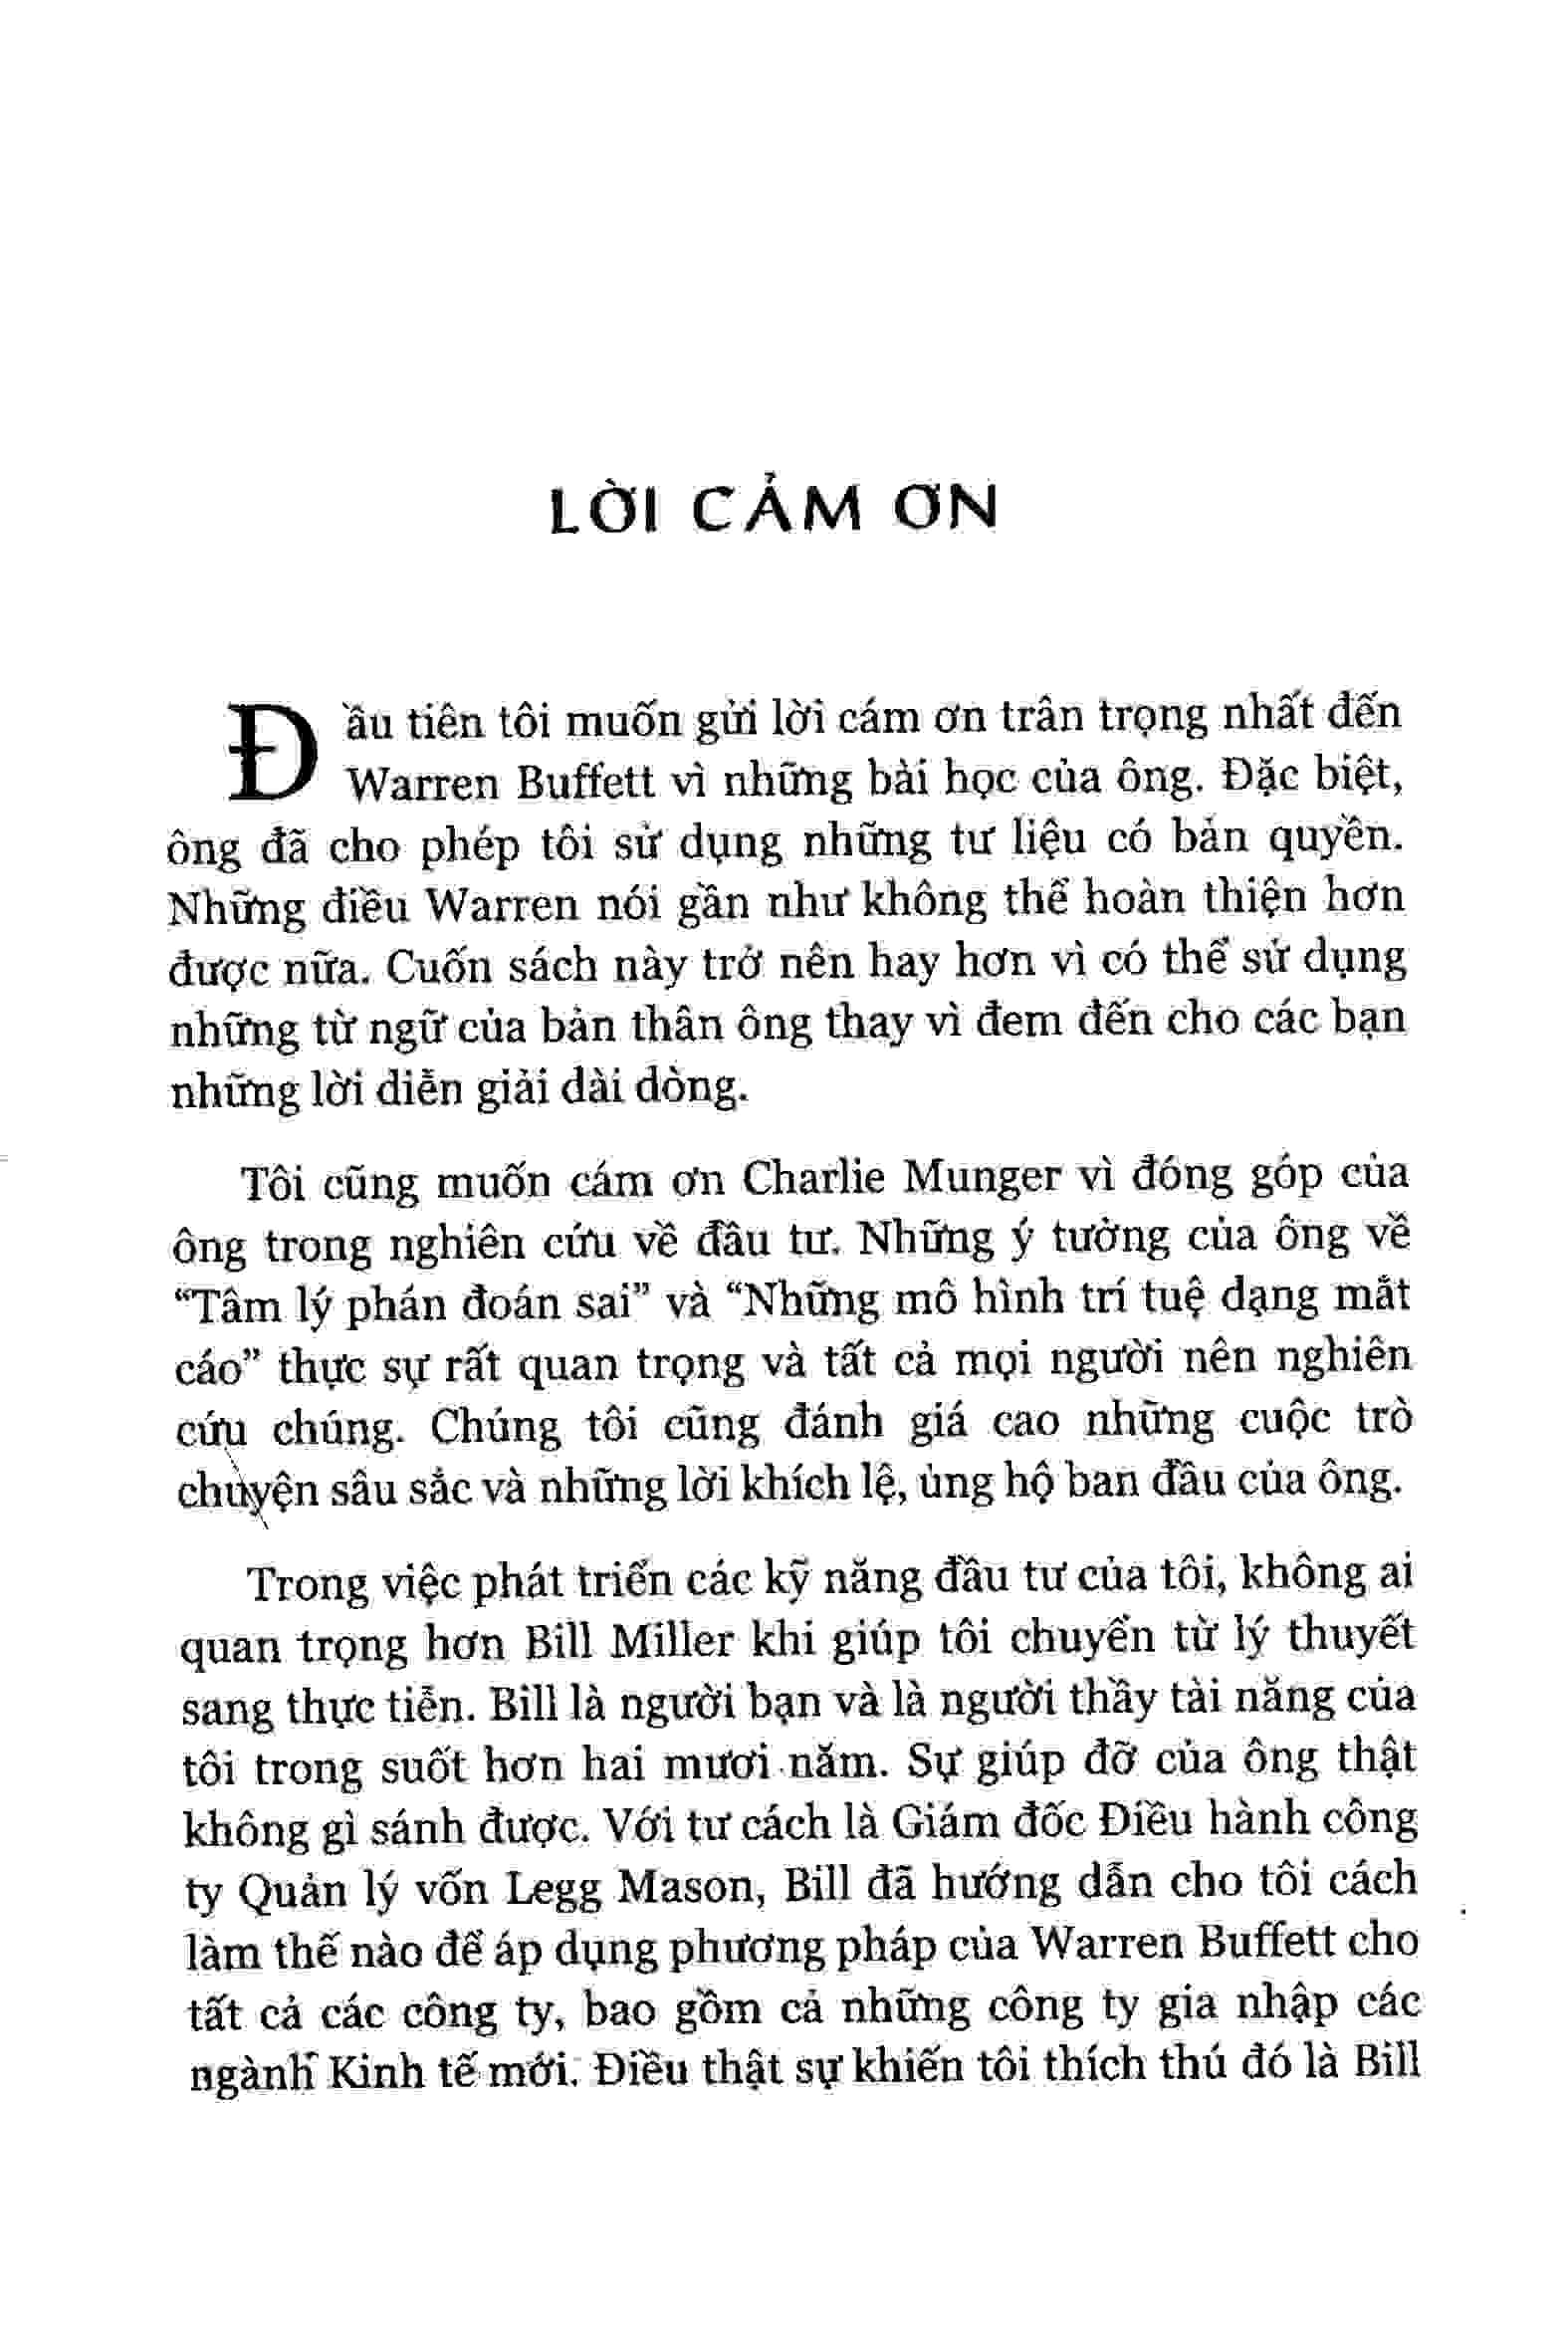 LỜI CẢM ƠN
Đầu tiên tôi muốn gửi lời cám ơn trân trọng nhất đến
Warren Buffett vì những bài học của ông. Đặc biệt,
ông đã cho phép tôi sử dụng những tư liệu có bản quyền.
Những điều Warren nói gần như không thể hoàn thiện hơn
được nữa. Cuốn sách này trở nên hay hơn vì có thể sử dụng
những từ ngữ của bản thân ông thay vì đem đến cho các bạn
những lời diễn giải dài dòng.
Tôi cũng muốn cám ơn Charlie Munger vì đóng góp của
ông trong nghiên cứu về đầu tư. Những ý tưởng của ông về
“Tâm lý phán đoán sai” và “Những mô hình trí tuệ dạng mắt
cáo” thực sự rất quan trọng và tất cả mọi người nên nghiên
cứu chúng. Chúng tôi cũng đánh giá cao những cuộc trò
chuyện sâu sắc và những lời khích lệ, ủng hộ ban đầu của ông.
Trong việc phát triển các kỹ năng đầu tư của tôi, không ai
quan trọng hơn Bill Miller khi giúp tôi chuyển từ lý thuyết
sang thực tiễn. Bill là người bạn và là người thầy tài năng của
tôi trong suốt hơn hai mươi năm. Sự giúp đỡ của ông thật
không gì sánh được. Với tư cách là Giám đốc Điều hành công
ty Quản lý vốn Legg Mason, Bill đã hướng dẫn cho tôi cách
làm thế nào để áp dụng phương pháp của Warren Buffett cho
tất cả các công ty, bao gồm cả những công ty gia nhập các
ngành Kinh tế mới. Điều thật sự khiến tôi thích thú đó là Bill